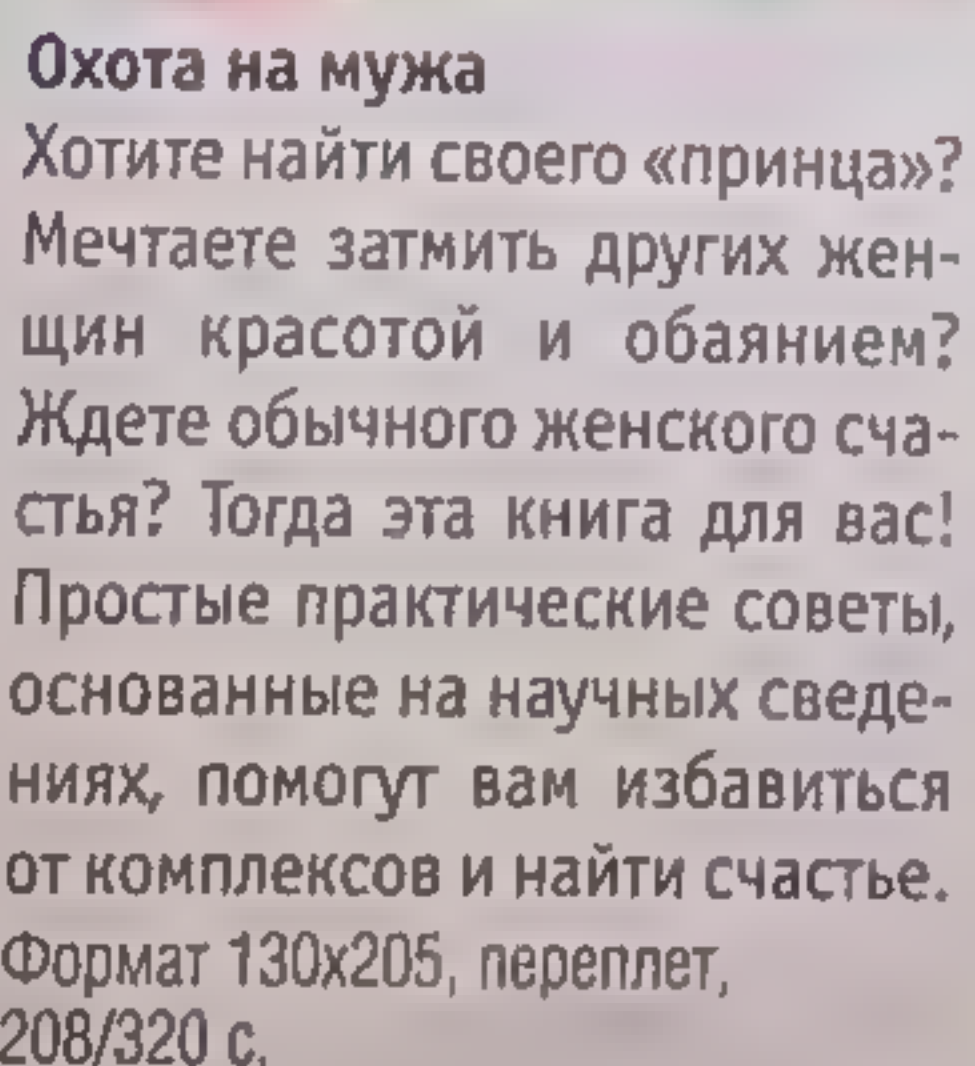 Охота на мужа
Хотите найти своего «принца»?
Мечтаете затмить других жен-
щин красотой и обаянием?
Ждете обычного женского сча-
стья? Тогда эта книга для вас!
Простые практические советы,
основанные на научных сведе-
ниях, помогут вам избавиться
от комплексов и найти счастье.
Формат 130х205, переплет,
208/320 с.